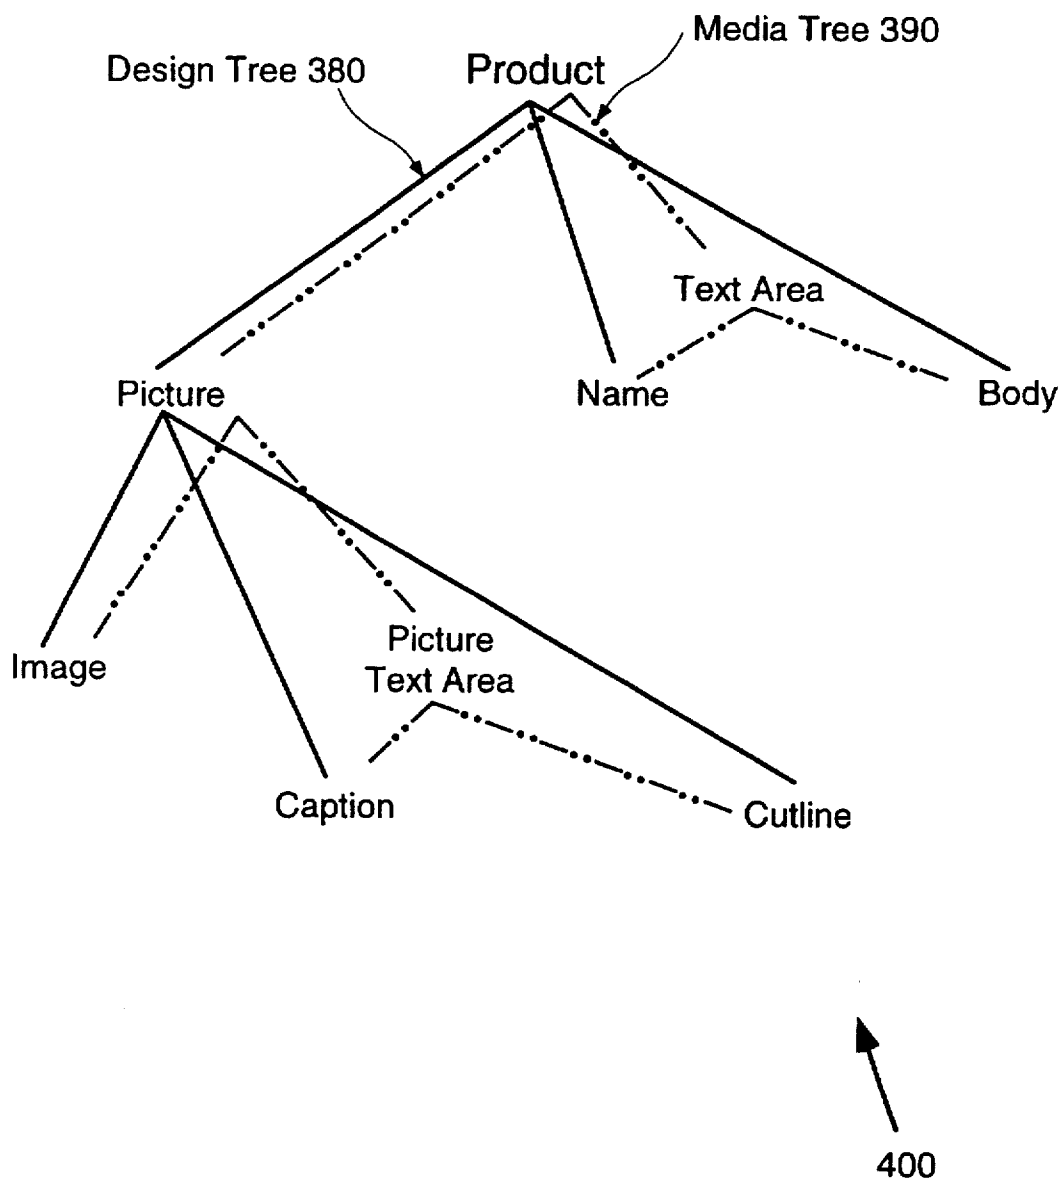 Media Tree 390
Design Tree 380
Product
Text Area
Picture
Name
Body
Picture
Text Area
Image
Caption
Cutline
400